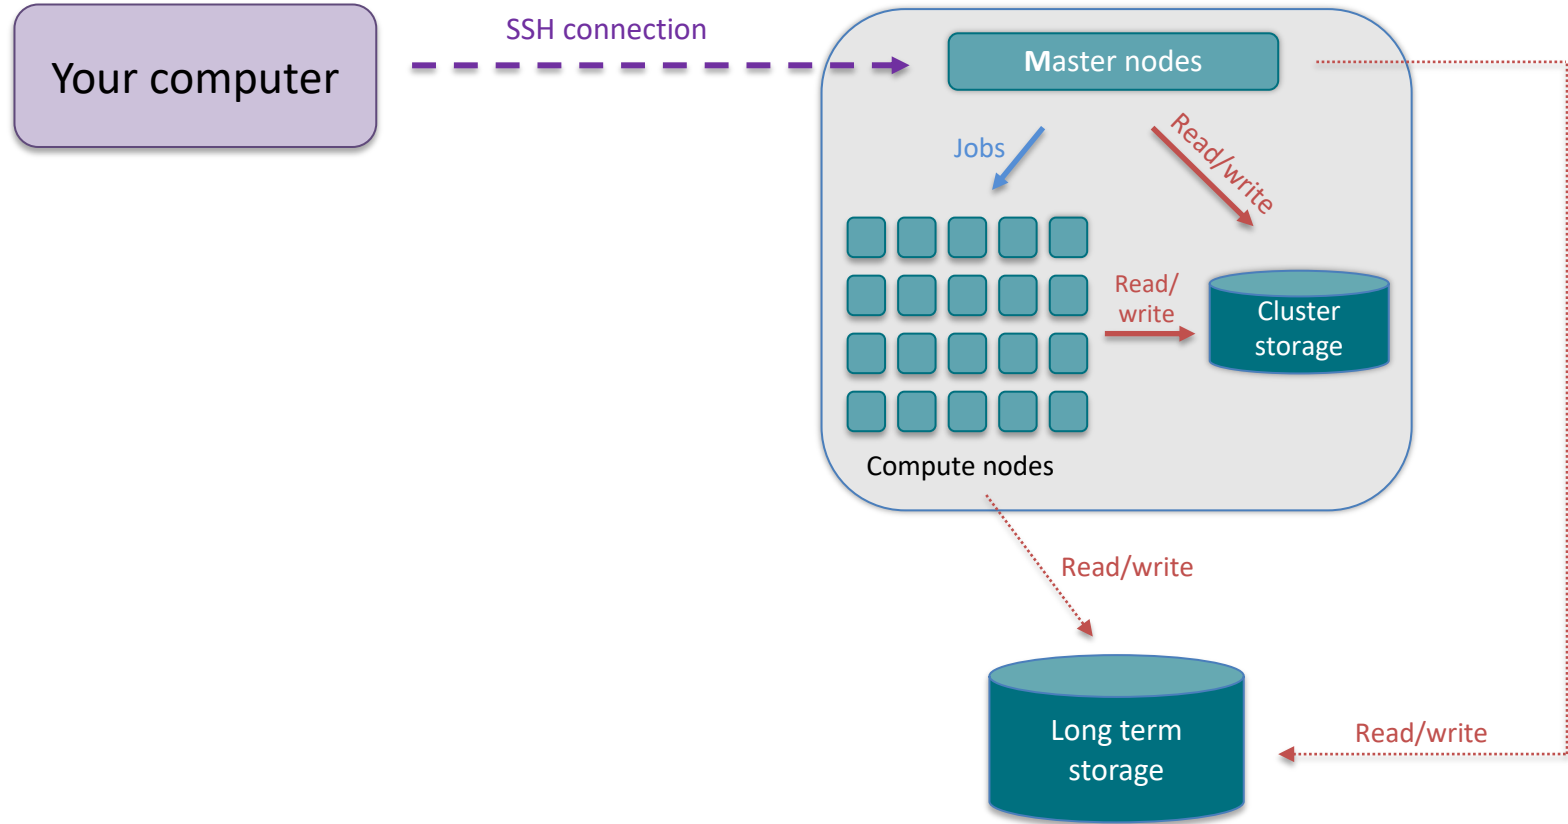 SSH connection
Your computer
Master nodes
Jobs
Read/write
Read/
write
Cluster
storage
Compute nodes
Read/write
Long term
storage
Read/write